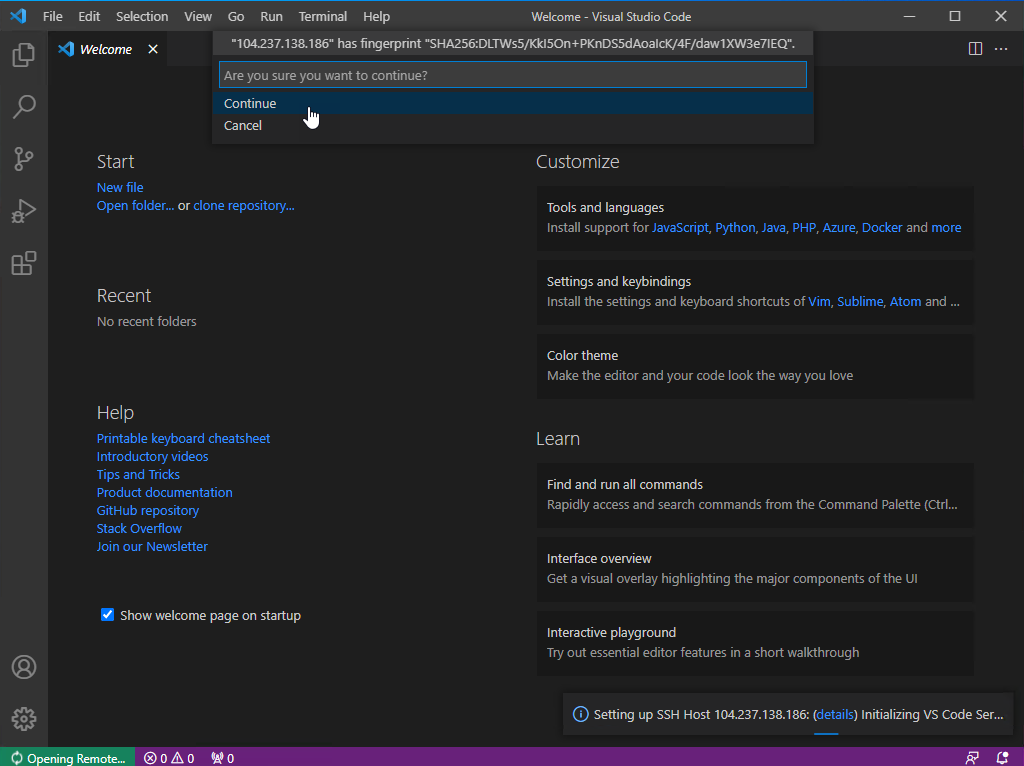 File Edit Selection View Go Run Terminal Help Welcome - Visual Studio Code
Welcome
"104.237.138.186" has fingerprint "SHA256:DLTWs5/KkI5On+PKnDS5dAoaIcK/4F/daw1XW3e7IEQ".
Are you sure you want to continue?
Continue
Cancel
Start
New file
Open folder... or clone repository...
Recent
No recent folders
Help
Printable keyboard cheatsheet
Introductory videos
Tips and Tricks
Product documentation
GitHub repository
Stack Overflow
Join our Newsletter
Show welcome page on startup
Customize
Tools and languages
Install support for JavaScript, Python, Java, PHP, Azure, Docker and more
Settings and keybindings
Install the settings and keyboard shortcuts of Vim, Sublime, Atom and ...
Color theme
Make the editor and your code look the way you love
Learn
Find and run all commands
Rapidly access and search commands from the Command Palette (Ctrl...
Interface overview
Get a visual overlay highlighting the major components of the UI
Interactive playground
Try out essential editor features in a short walkthrough
Setting up SSH Host 104.237.138.186: (details) Initializing VS Code Ser...
Opening Remote... 0 0 0